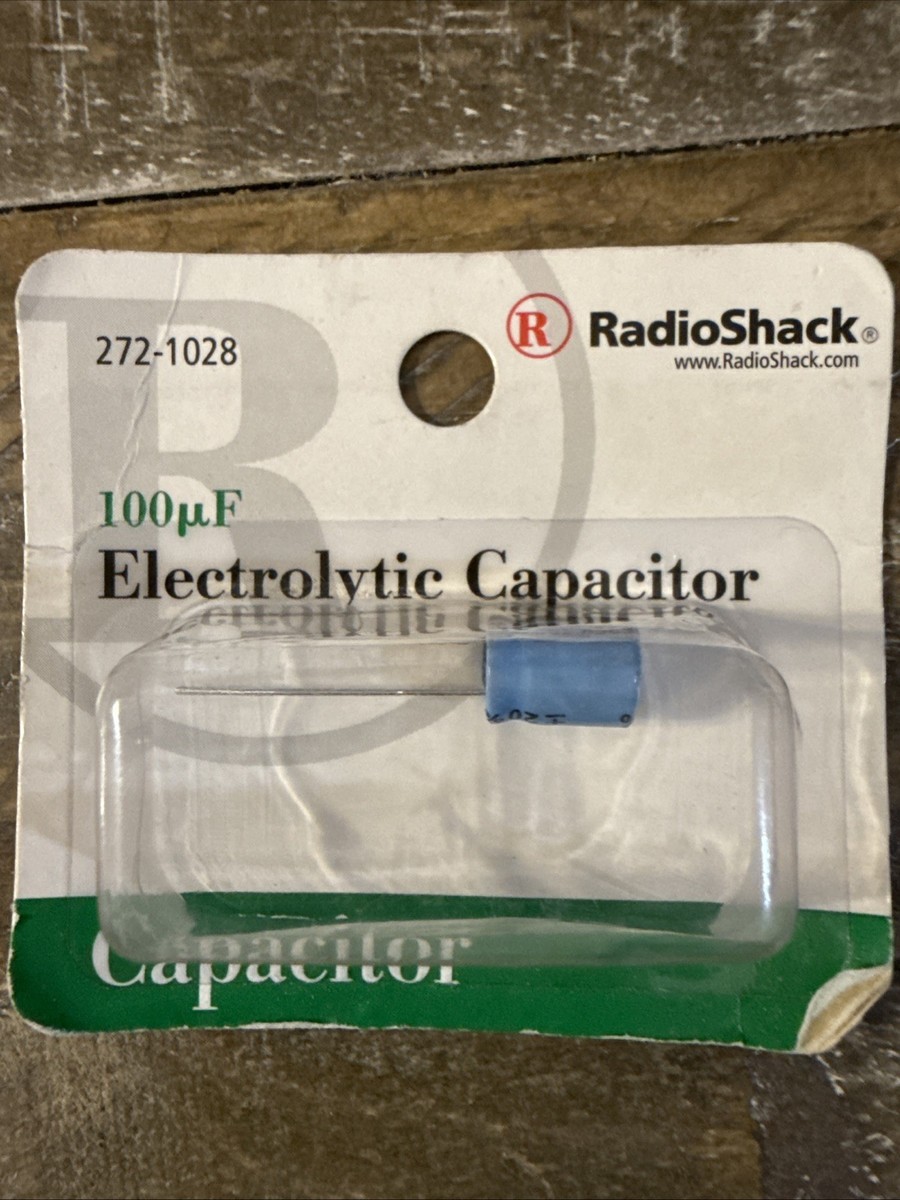 272-1028
R RadioShack®
www.RadioShack.com
100μF
Electrolytic Capacitor
Capacitor